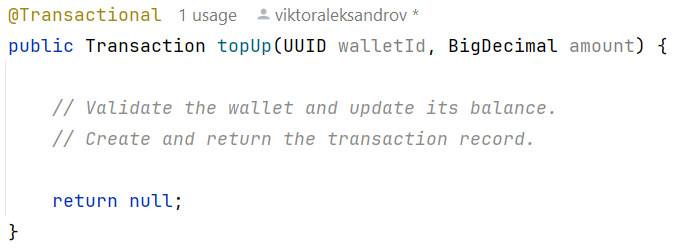 @Transactional 1 usage viktoraleksandrov *
public Transaction topUp(UUID walletId, BigDecimal amount) {
// Validate the wallet and update its balance.
// Create and return the transaction record.
return null;
}